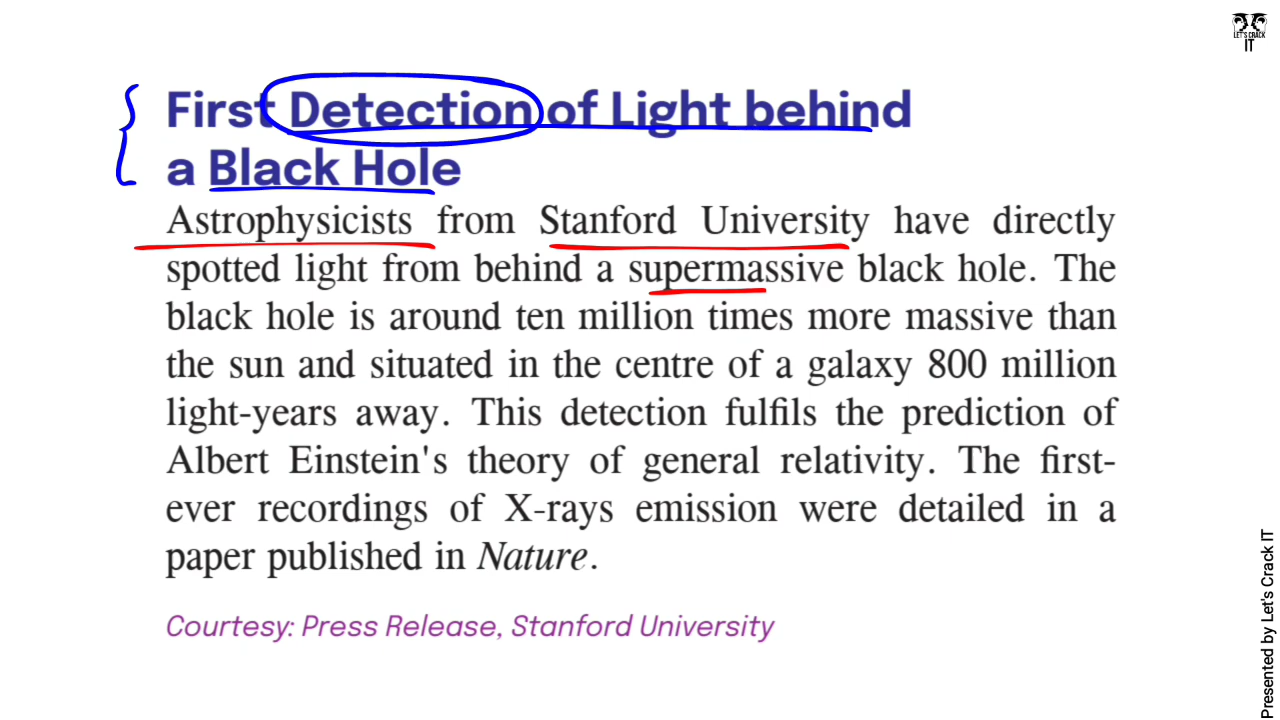 LET'S CRACK
IT
First Detection of Light behind
a Black Hole
Astrophysicists from Stanford University have directly
spotted light from behind a supermassive black hole. The
black hole is around ten million times more massive than
the sun and situated in the centre of a galaxy 800 million
light-years away. This detection fulfils the prediction of
Albert Einstein's theory of general relativity. The first-
ever recordings of X-rays emission were detailed in a
paper published in Nature.
Courtesy: Press Release, Stanford University
Presented by Let's Crack IT